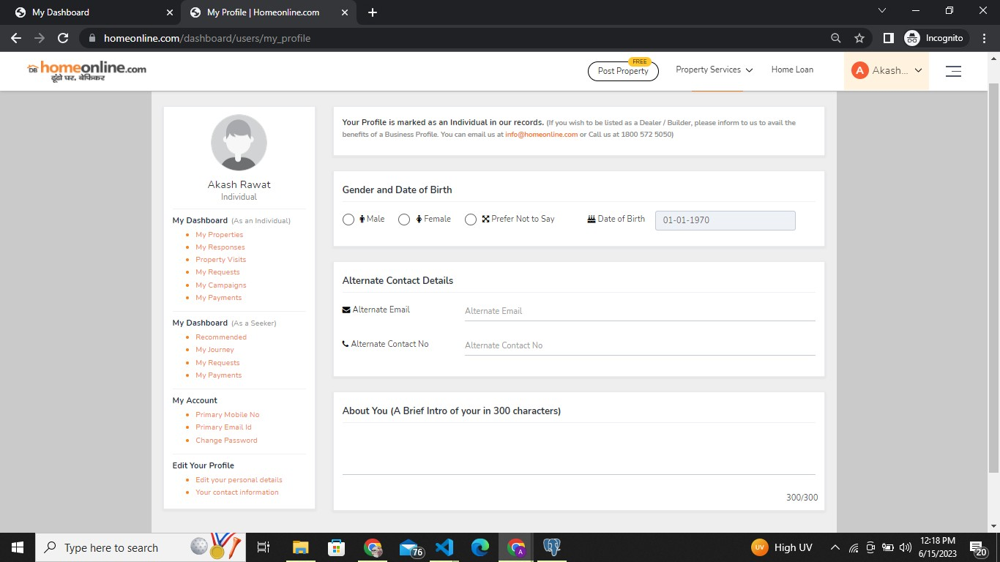 My Dashboard
My Profile | Homeonline.com
homeonline.com/dashboard/users/my_profile
Incognito
DB homeonline.com
ढूंढो घर, बेफिकर
FREE
Post Property
Property Services
Home Loan
A
Akash...
Akash Rawat
Individual
My Dashboard (As an Individual)
My Properties
My Responses
Property Visits
My Requests
My Campaigns
My Payments
My Dashboard (As a Seeker)
Recommended
My Journey
My Requests
My Payments
My Account
Primary Mobile No
Primary Email Id
Change Password
Edit Your Profile
Edit your personal details
Your contact information
Your Profile is marked as an Individual in our records. (If you wish to be listed as a Dealer / Builder, please inform to us to avail the
benefits of a Business Profile. You can email us at info@homeonline.com or Call us at 1800 572 5050)
Gender and Date of Birth
Male
Female
Prefer Not to Say
Date of Birth
01-01-1970
Alternate Contact Details
Alternate Email
Alternate Email
Alternate Contact No
Alternate Contact No
About You (A Brief Intro of your in 300 characters)
300/300
Type here to search
76
A
UV
High UV
12:18 PM
6/15/2023
20